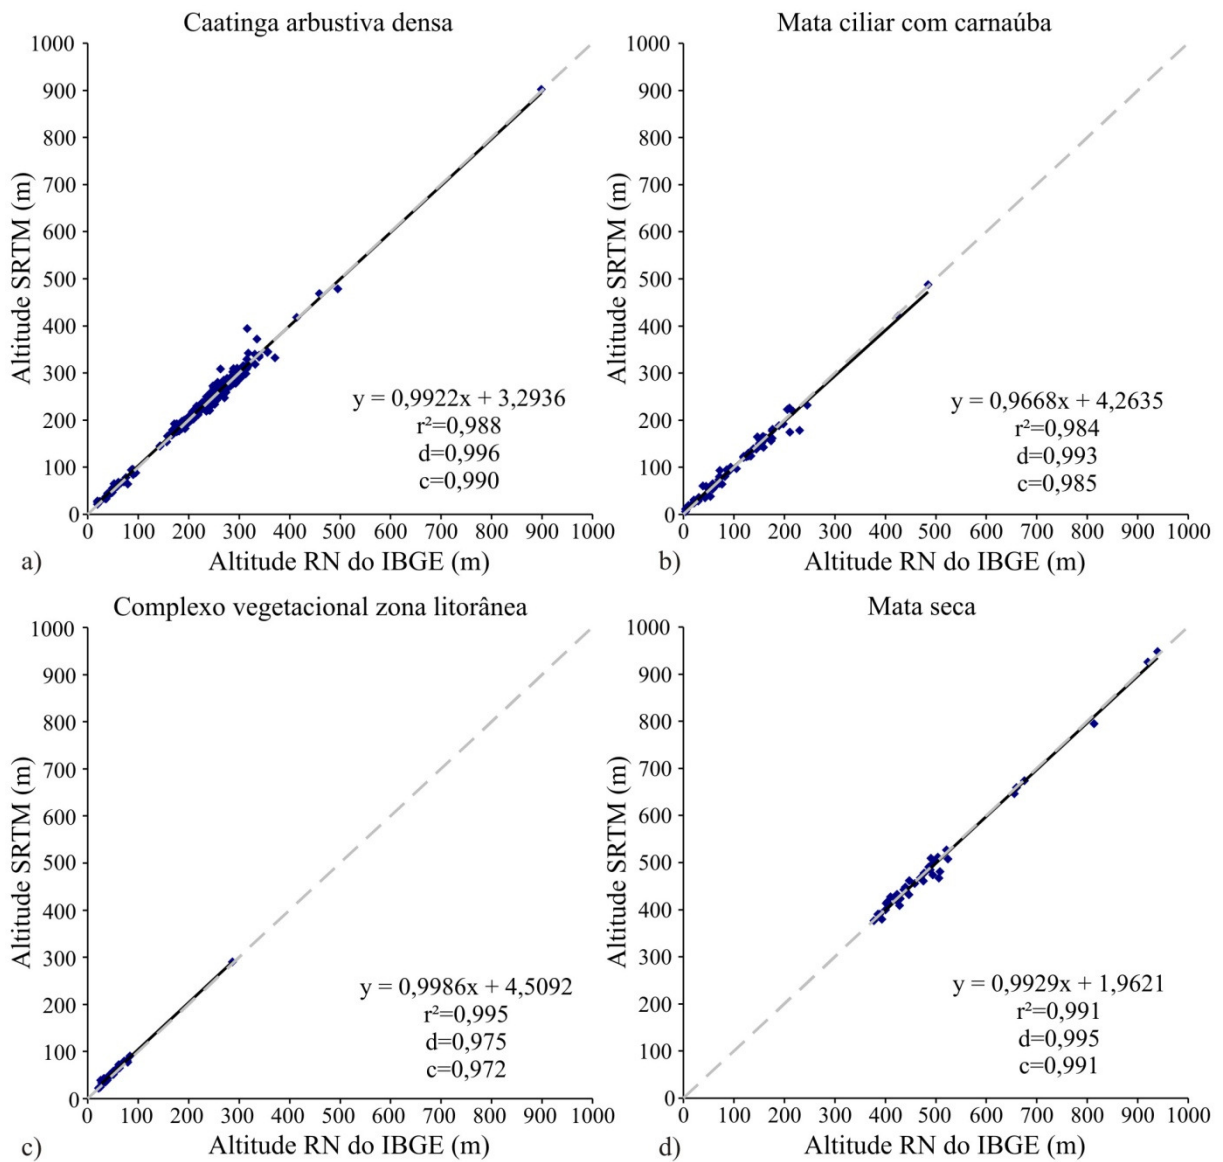 Caatinga arbustiva densa
1000
900
800
700
600
500
400
300
200
100
0
Altitude SRTM (m)
y = 0,9922x + 3,2936
r²=0,988
d=0,996
c=0,990
0 100 200 300 400 500 600 700 800 900 1000
Altitude RN do IBGE (m)
a)
Mata ciliar com carnaúba
1000
900
800
700
600
500
400
300
200
100
0
Altitude SRTM (m)
y = 0,9668x + 4,2635
r²=0,984
d=0,993
c=0,985
0 100 200 300 400 500 600 700 800 900 1000
Altitude RN do IBGE (m)
b)
Complexo vegetacional zona litorânea
1000
900
800
700
600
500
400
300
200
100
0
Altitude SRTM (m)
y = 0,9986x + 4,5092
r²=0,995
d=0,975
c=0,972
0 100 200 300 400 500 600 700 800 900 1000
Altitude RN do IBGE (m)
c)
Mata seca
1000
900
800
700
600
500
400
300
200
100
0
Altitude SRTM (m)
y = 0,9929x + 1,9621
r²=0,991
d=0,995
c=0,991
0 100 200 300 400 500 600 700 800 900 1000
Altitude RN do IBGE (m)
d)